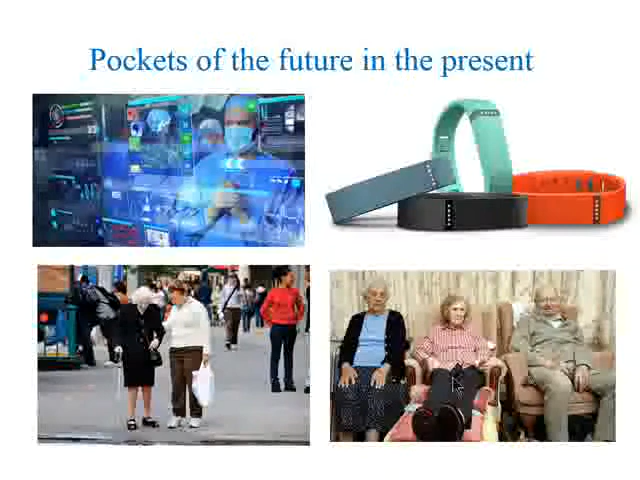 Pockets of the future in the present